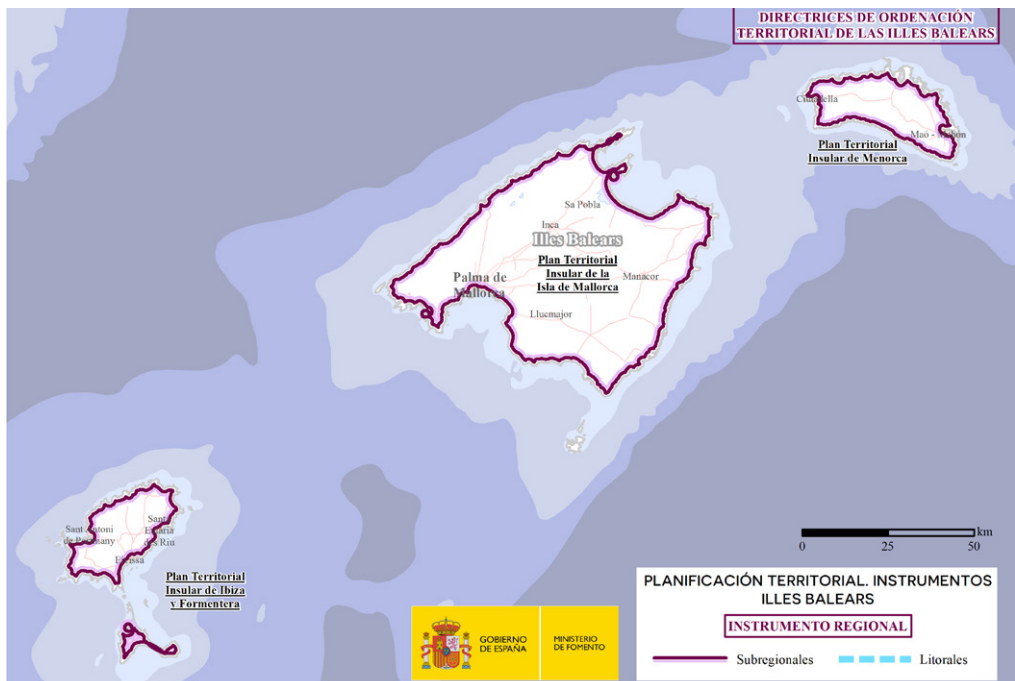 DIRECTRICES DE ORDENACIÓN
TERRITORIAL DE LAS ILLES BALEARS
Ciutadella
Maó - Mahón
Plan Territorial
Insular de Menorca
Sa Pobla
Inca
Illes Balears
Plan Territorial
Insular de la
Isla de Mallorca
Manacor
Palma de
Mallorca
Llucmajor
Sant Antoni
de Portmany
Santa
Eulària
des Riu
Eivissa
Plan Territorial
Insular de Ibiza
y Formentera
km
0 25 50
PLANIFICACIÓN TERRITORIAL. INSTRUMENTOS
ILLES BALEARS
INSTRUMENTO REGIONAL
Subregionales
Litorales
GOBIERNO
DE ESPAÑA
MINISTERIO
DE FOMENTO